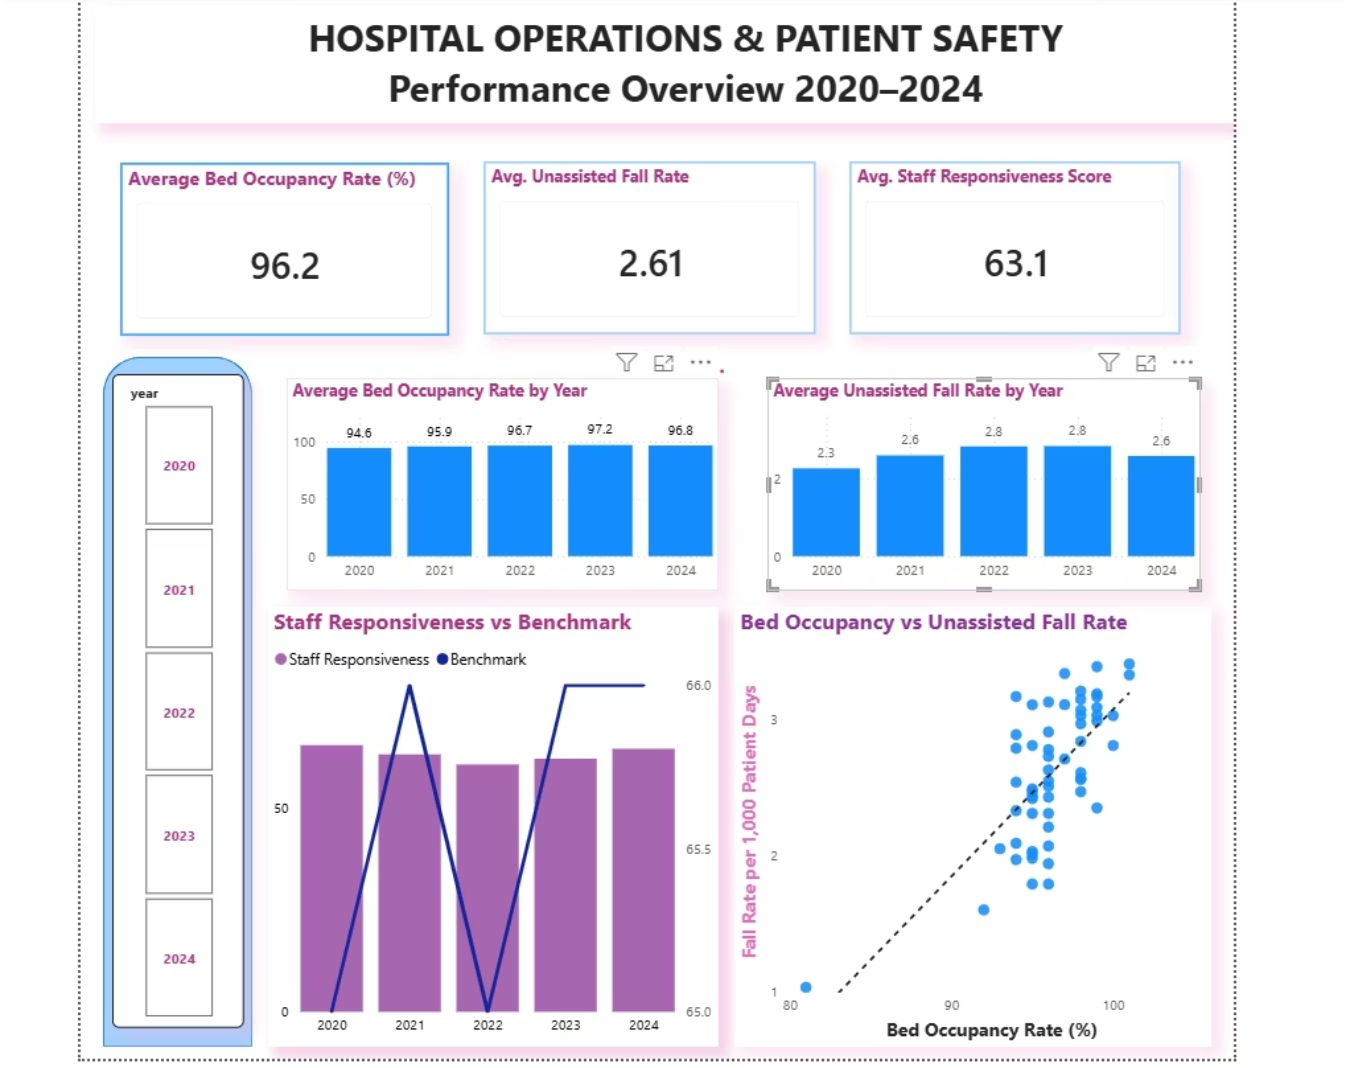 HOSPITAL OPERATIONS & PATIENT SAFETY
Performance Overview 2020–2024
Average Bed Occupancy Rate (%)
96.2
Avg. Unassisted Fall Rate
2.61
Avg. Staff Responsiveness Score
63.1
year
2020
2021
2022
2023
2024
Average Bed Occupancy Rate by Year
94.6 95.9 96.7 97.2 96.8
100
50
0
2020 2021 2022 2023 2024
Average Unassisted Fall Rate by Year
2.3 2.6 2.8 2.8 2.6
2
0
2020 2021 2022 2023 2024
Staff Responsiveness vs Benchmark
Staff Responsiveness Benchmark
66.0
50
65.5
0 65.0
2020 2021 2022 2023 2024
Bed Occupancy vs Unassisted Fall Rate
Fall Rate per 1,000 Patient Days
3
2
1
80 90 100
Bed Occupancy Rate (%)